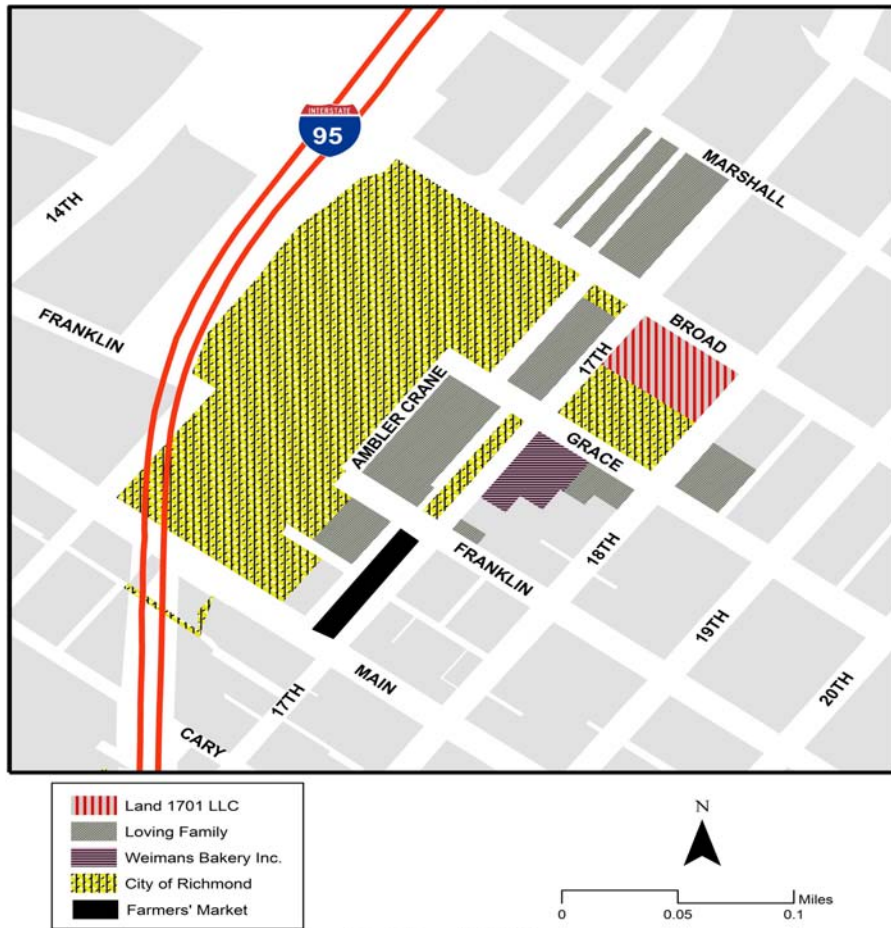 INTERSTATE
95
14TH
MARSHALL
FRANKLIN
BROAD
17TH
AMBLER CRANE
GRACE
FRANKLIN
18TH
19TH
MAIN
17TH
20TH
CARY
Land 1701 LLC
Loving Family
Weimans Bakery Inc.
City of Richmond
Farmers' Market
N
Miles
0 0.05 0.1